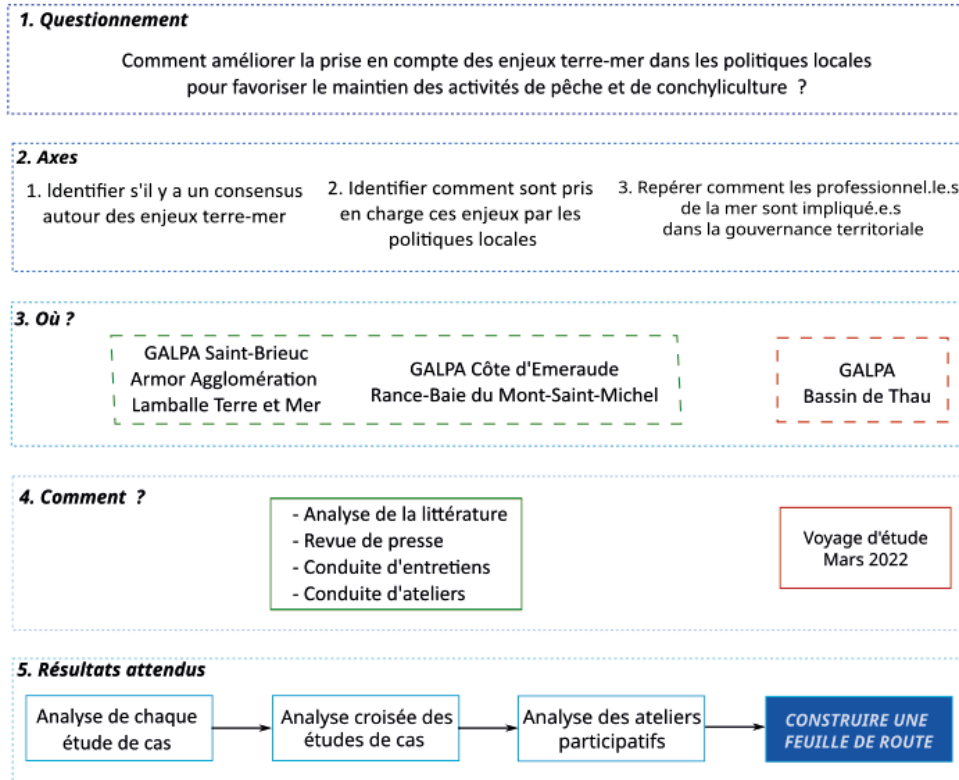 1. Questionnement
Comment améliorer la prise en compte des enjeux terre-mer dans les politiques locales
pour favoriser le maintien des activités de pêche et de conchyliculture ?
2. Axes
1. Identifier s'il y a un consensus
autour des enjeux terre-mer
2. Identifier comment sont pris
en charge ces enjeux par les
politiques locales
3. Repérer comment les professionnel.le.s
de la mer sont impliqué.e.s
dans la gouvernance territoriale
3. Où ?
GALPA Saint-Brieuc
Armor Agglomération
Lamballe Terre et Mer
GALPA Côte d'Emeraude
Rance-Baie du Mont-Saint-Michel
GALPA
Bassin de Thau
4. Comment ?
- Analyse de la littérature
- Revue de presse
- Conduite d'entretiens
- Conduite d'ateliers
Voyage d'étude
Mars 2022
5. Résultats attendus
Analyse de chaque
étude de cas
Analyse croisée des
études de cas
Analyse des ateliers
participatifs
CONSTRUIRE UNE
FEUILLE DE ROUTE